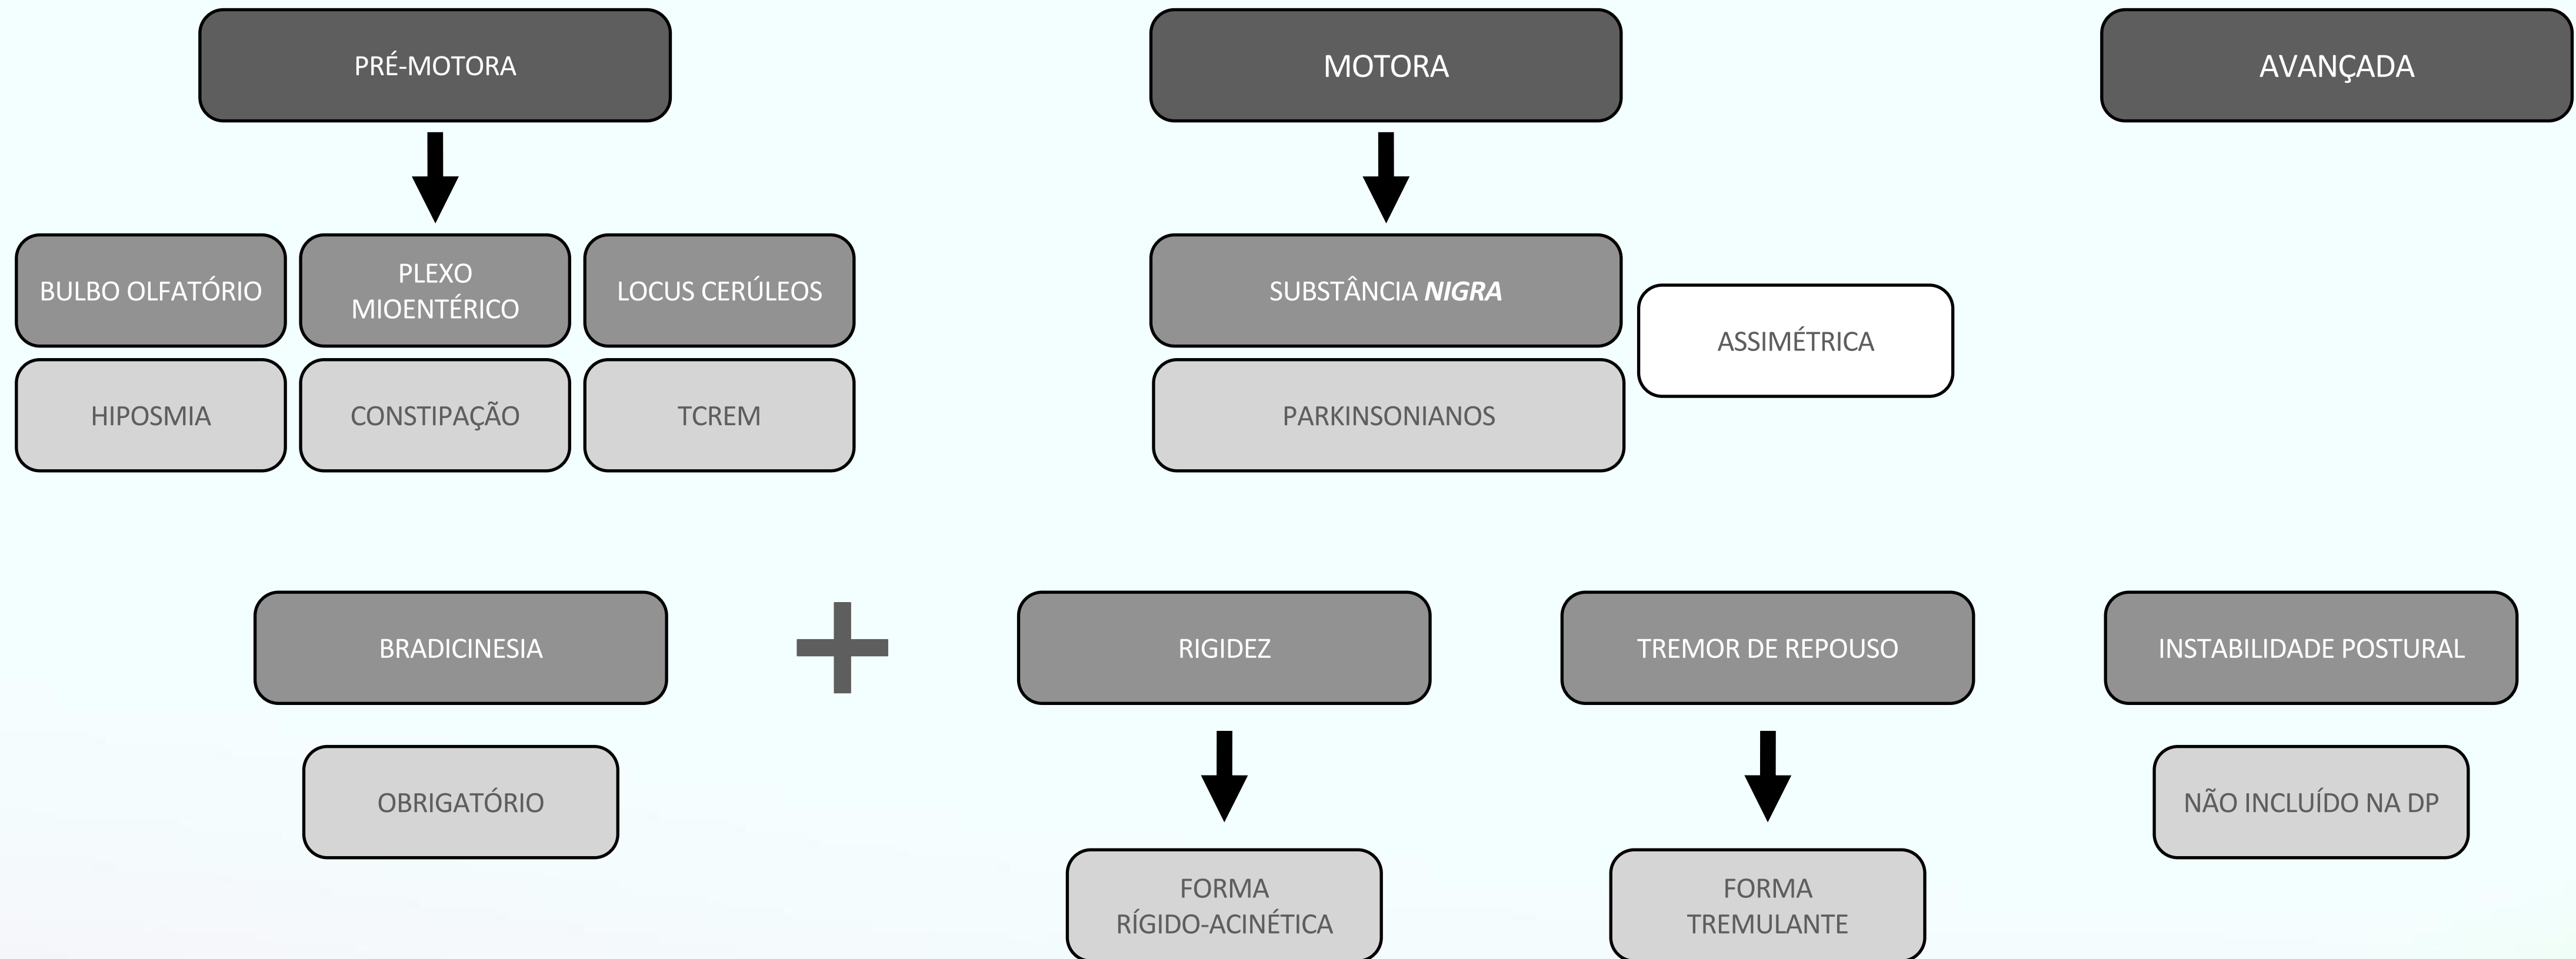 PRÉ-MOTORA
MOTORA
AVANÇADA
BULBO OLFATÓRIO
PLEXO
MIOENTÉRICO
LOCUS CERÚLEOS
SUBSTÂNCIA NIGRA
ASSIMÉTRICA
HIPOSMIA
CONSTIPAÇÃO
TCREM
PARKINSONIANOS
BRADICINESIA
+
RIGIDEZ
TREMOR DE REPOUSO
INSTABILIDADE POSTURAL
OBRIGATÓRIO
NÃO INCLUÍDO NA DP
FORMA
RÍGIDO-ACINÉTICA
FORMA
TREMULANTE